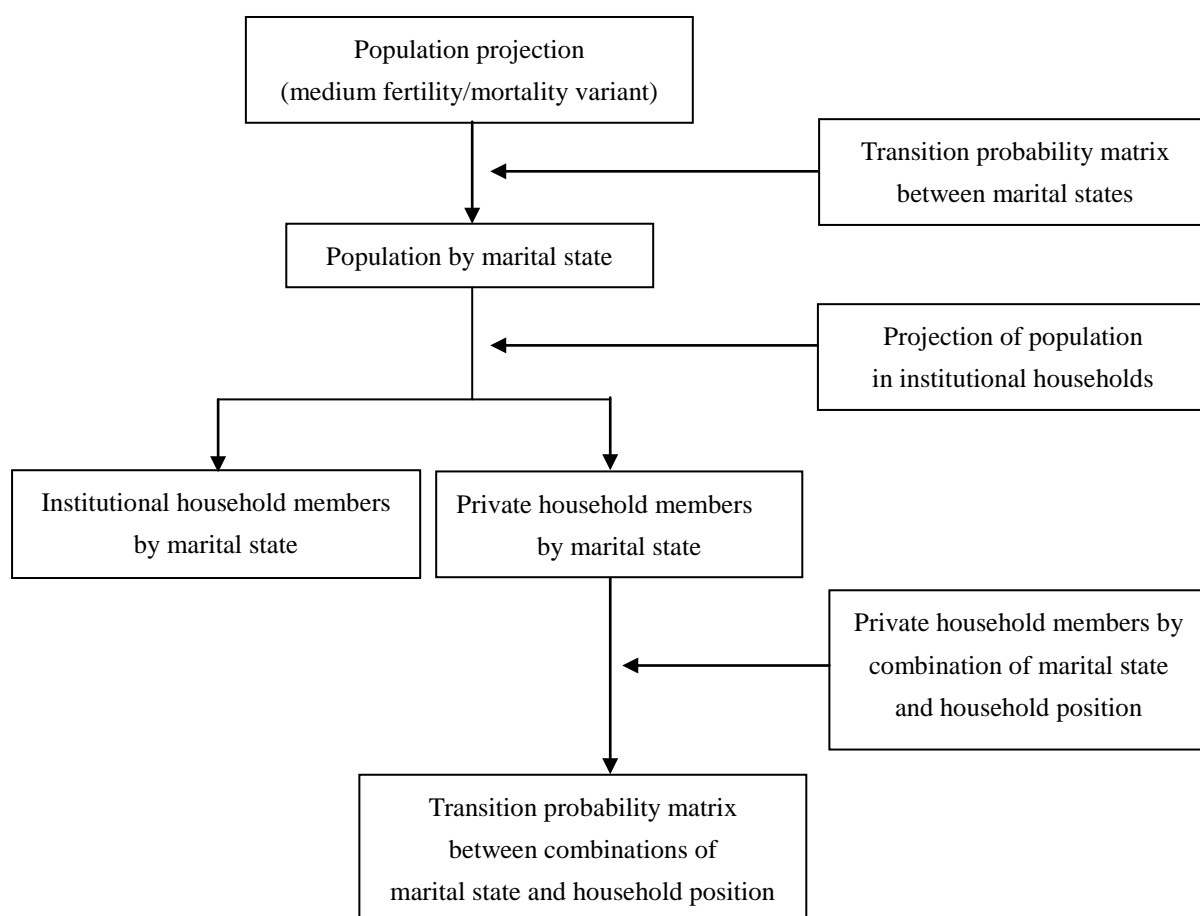 Population projection
(medium fertility/mortality variant)
Transition probability matrix
between marital states
Population by marital state
Projection of population
in institutional households
Institutional household members
by marital state
Private household members
by marital state
Private household members by
combination of marital state
and household position
Transition probability matrix
between combinations of
marital state and household position